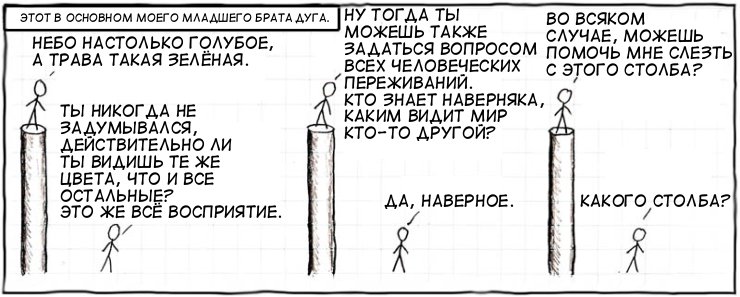 ЭТОТ В ОСНОВНОМ МОЕГО МЛАДШЕГО БРАТА ДУГА.
НЕБО НАСТОЛЬКО ГОЛУБОЕ,
А ТРАВА ТАКАЯ ЗЕЛЁНАЯ.
ТЫ НИКОГДА НЕ
ЗАДУМЫВАЛСЯ,
ДЕЙСТВИТЕЛЬНО ЛИ
ТЫ ВИДИШЬ ТЕ ЖЕ
ЦВЕТА, ЧТО И ВСЕ
ОСТАЛЬНЫЕ?
ЭТО ЖЕ ВСЁ ВОСПРИЯТИЕ.
НУ ТОГДА ТЫ
МОЖЕШЬ ТАКЖЕ
ЗАДАТЬСЯ ВОПРОСОМ
ВСЕХ ЧЕЛОВЕЧЕСКИХ
ПЕРЕЖИВАНИЙ.
КТО ЗНАЕТ НАВЕРНЯКА,
КАКИМ ВИДИТ МИР
КТО-ТО ДРУГОЙ?
ДА, НАВЕРНОЕ.
ВО ВСЯКОМ
СЛУЧАЕ, МОЖЕШЬ
ПОМОЧЬ МНЕ СЛЕЗТЬ
С ЭТОГО СТОЛБА?
КАКОГО СТОЛБА?